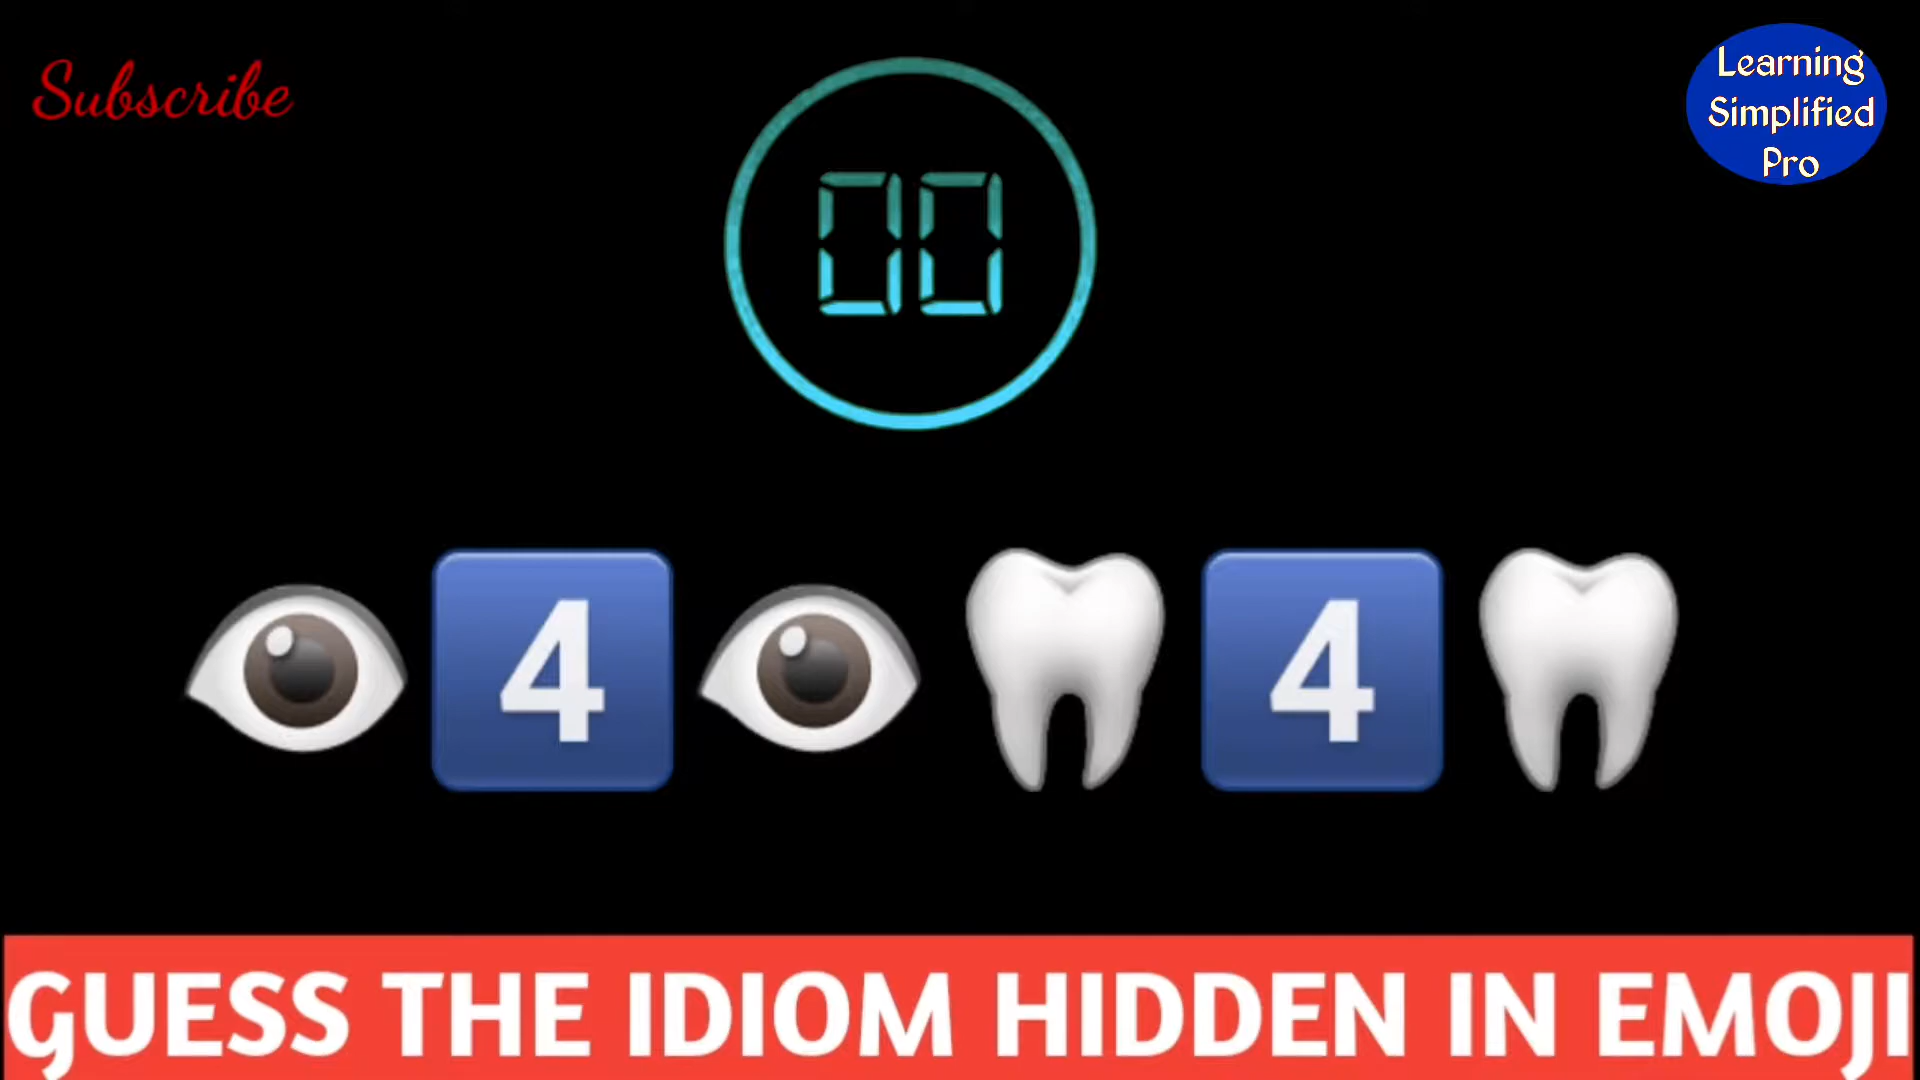 Subscribe
Learning
Simplified
Pro
00
4 4
GUESS THE IDIOM HIDDEN IN EMOJI